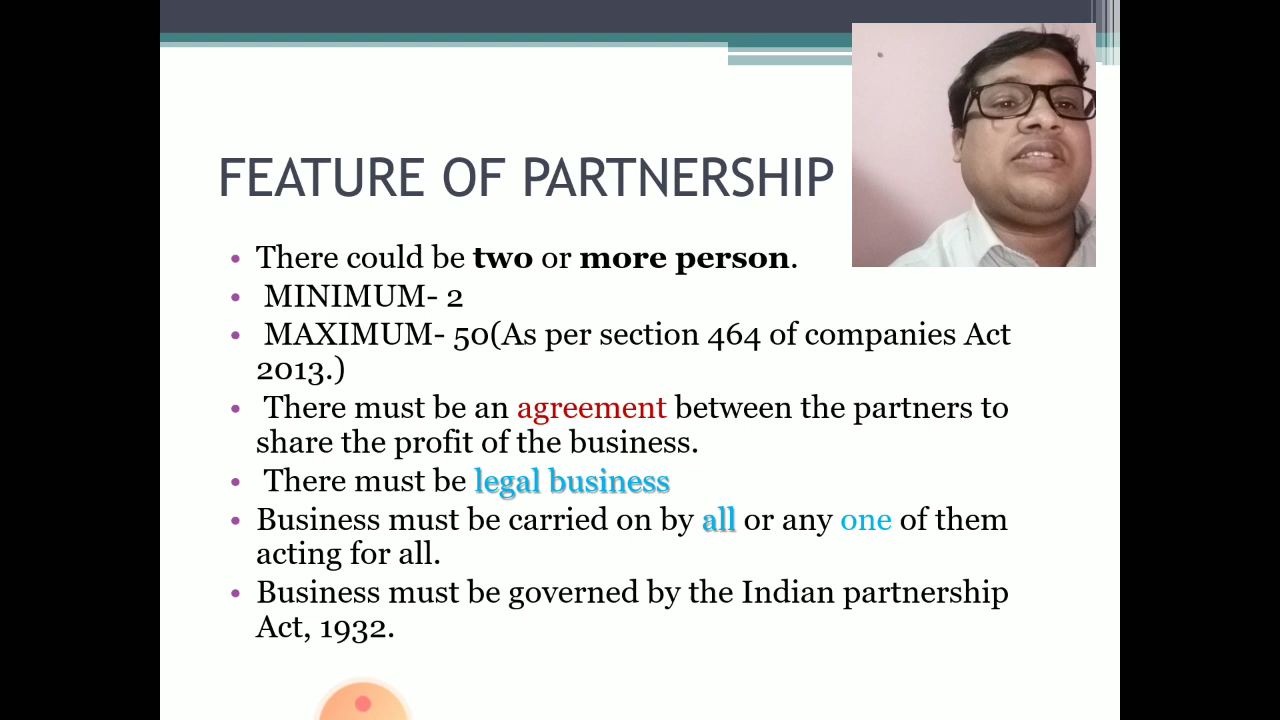 FEATURE OF PARTNERSHIP
• There could be two or more person.
• MINIMUM- 2
• MAXIMUM- 50(As per section 464 of companies Act
2013.)
• There must be an agreement between the partners to
share the profit of the business.
• There must be legal business
• Business must be carried on by all or any one of them
acting for all.
• Business must be governed by the Indian partnership
Act, 1932.